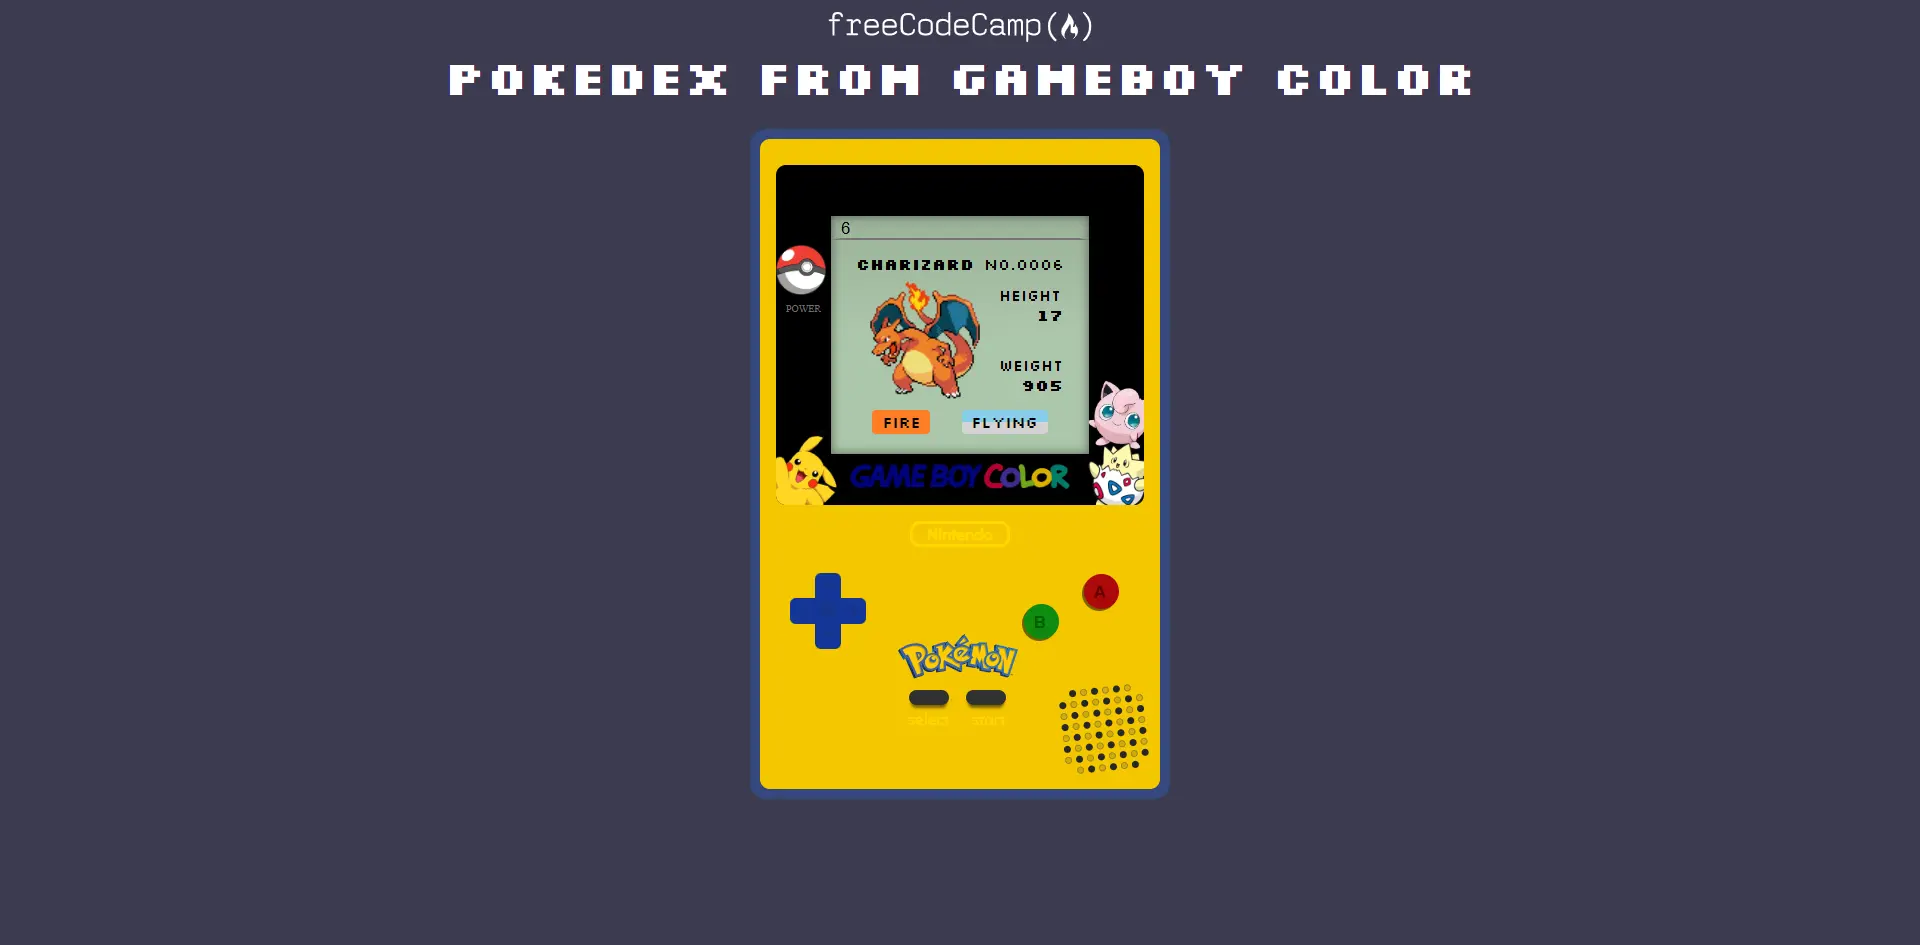 freeCodeCamp(🔥)
POKEDEX FROM GAMEBOY COLOR
6
CHARIZARD NO.0006
HEIGHT
17
POWER
WEIGHT
905
FIRE FLYING
GAME BOY COLOR
Nintendo
A
B
POKéMON
select start